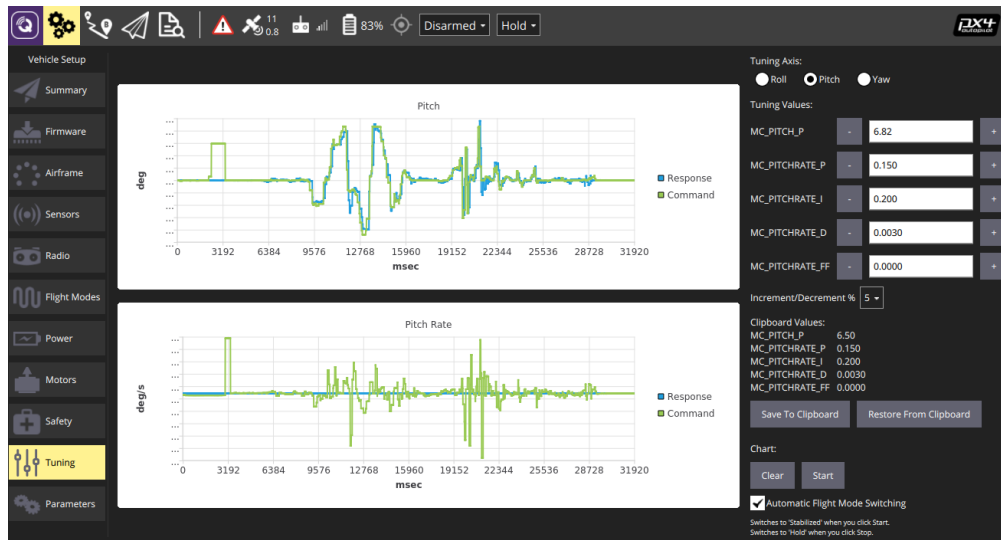 11
0.8
83%
Disarmed
Hold
px4
autopilot
Vehicle Setup
Summary
Firmware
Airframe
Sensors
Radio
Flight Modes
Power
Motors
Safety
Tuning
Parameters
Pitch
...
...
...
...
...
...
...
...
...
...
...
deg
0 3192 6384 9576 12768 15960 19152 22344 25536 28728 31920
msec
Response
Command
Pitch Rate
...
...
...
...
...
...
...
...
...
...
...
deg/s
0 3192 6384 9576 12768 15960 19152 22344 25536 28728 31920
msec
Response
Command
Tuning Axis:
Roll Pitch Yaw
Tuning Values:
MC_PITCH_P - 6.82 +
MC_PITCHRATE_P - 0.150 +
MC_PITCHRATE_I - 0.200 +
MC_PITCHRATE_D - 0.0030 +
MC_PITCHRATE_FF - 0.0000 +
Increment/Decrement % 5
Clipboard Values:
MC_PITCH_P 6.50
MC_PITCHRATE_P 0.150
MC_PITCHRATE_I 0.200
MC_PITCHRATE_D 0.0030
MC_PITCHRATE_FF 0.0000
Save To Clipboard Restore From Clipboard
Chart:
Clear Start
Automatic Flight Mode Switching
Switches to 'Stabilized' when you click Start.
Switches to 'Hold' when you click Stop.